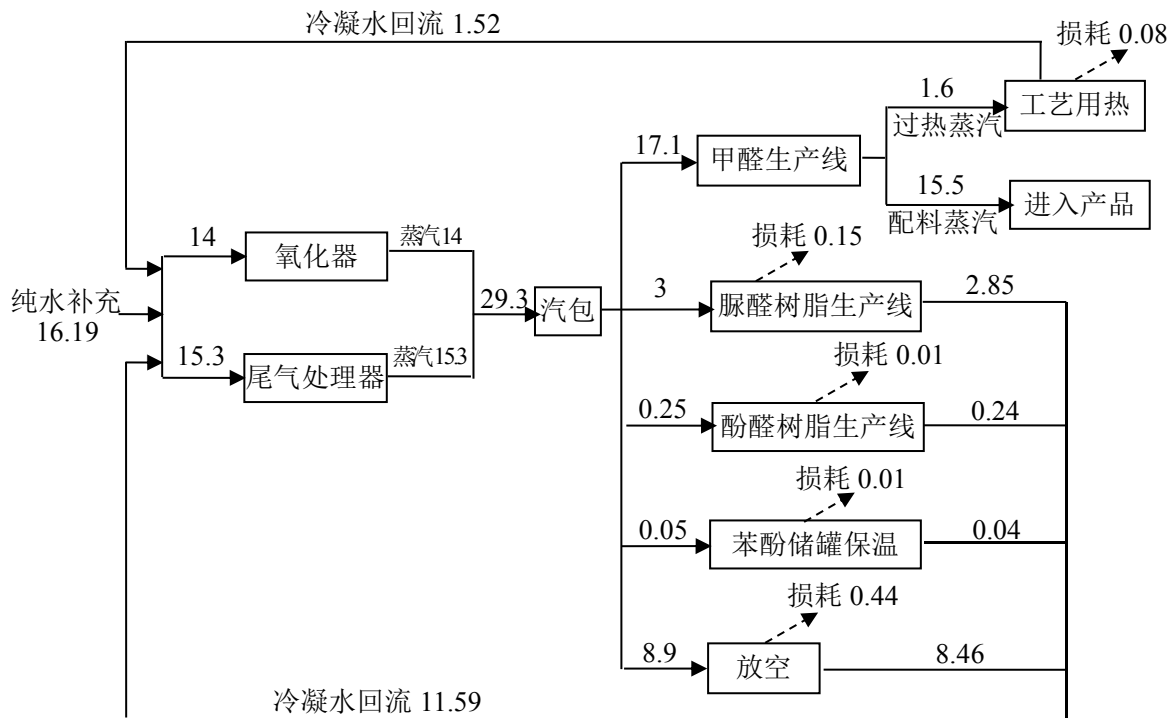 冷凝水回流 1.52
损耗 0.08
1.6
过热蒸汽
工艺用热
17.1
甲醛生产线
15.5
配料蒸汽
进入产品
14
氧化器
蒸汽14
损耗 0.15
纯水补充
16.19
29.3
汽包
3
脲醛树脂生产线
2.85
15.3
尾气处理器
蒸汽15.3
损耗 0.01
0.25
酚醛树脂生产线
0.24
损耗 0.01
0.05
苯酚储罐保温
0.04
损耗 0.44
8.9
放空
8.46
冷凝水回流 11.59